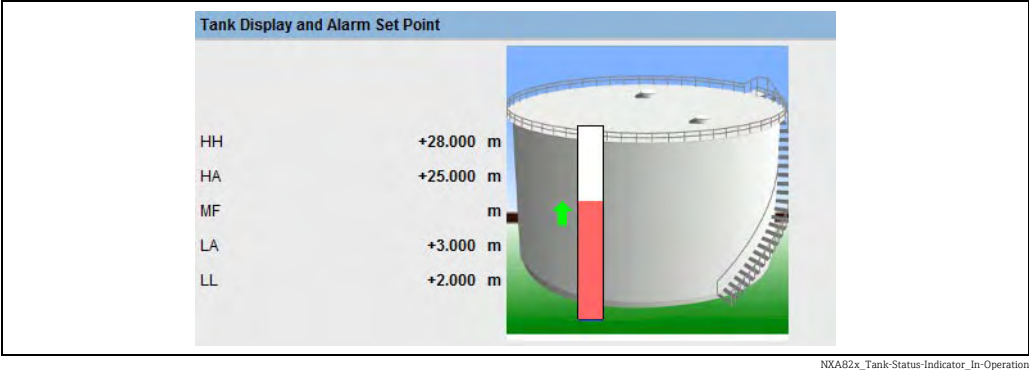 Tank Display and Alarm Set Point
HH +28.000 m
HA +25.000 m
MF m
LA +3.000 m
LL +2.000 m
NXA82x_Tank-Status-Indicator_In-Operation